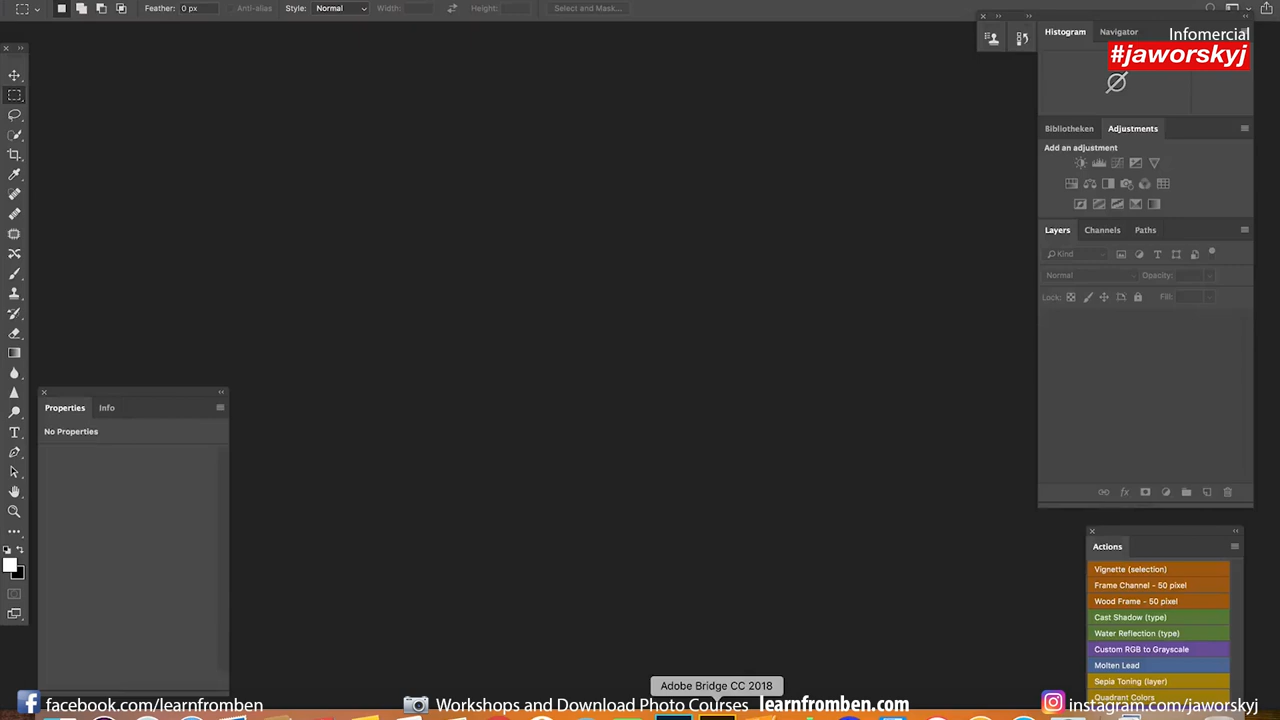 Feather: 0 px Anti-alias Style: Normal Width: Height: Select and Mask...
Infomercial
#jaworskyj
Histogram Navigator
Bibliotheken Adjustments
Add an adjustment
Layers Channels Paths
Kind
Normal Opacity:
Lock: Fill:
Properties Info
No Properties
Actions
Vignette (selection)
Frame Channel - 50 pixel
Wood Frame - 50 pixel
Cast Shadow (type)
Water Reflection (type)
Custom RGB to Grayscale
Molten Lead
Sepia Toning (layer)
Quadrant Colors
Adobe Bridge CC 2018
facebook.com/learnfromben
Workshops and Download Photo Courses learnfromben.com
instagram.com/jaworskyj